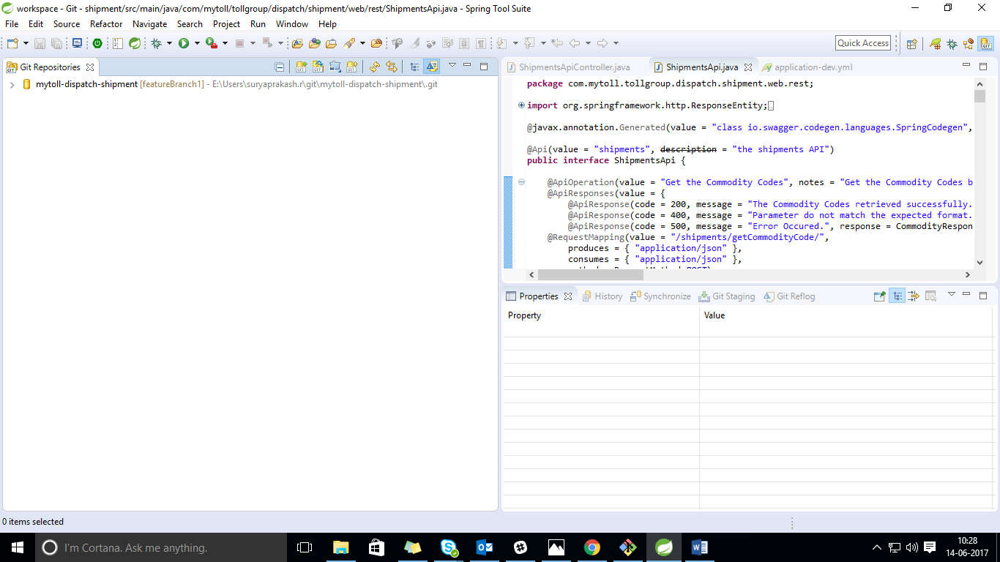 workspace - Git - shipment/src/main/java/com/mytoll/tollgroup/dispatch/shipment/web/rest/ShipmentsApi.java - Spring Tool Suite
File Edit Source Refactor Navigate Search Project Run Window Help
Quick Access
Git Repositories
mytoll-dispatch-shipment [featureBranch1] - E:\Users\suryaprakash.r\git\mytoll-dispatch-shipment\.git
ShipmentsApiController.java ShipmentsApi.java application-dev.yml
package com.mytoll.tollgroup.dispatch.shipment.web.rest;
import org.springframework.http.ResponseEntity;
@javax.annotation.Generated(value = "class io.swagger.codegen.languages.SpringCodegen",
@Api(value = "shipments", description = "the shipments API")
public interface ShipmentsApi {
@ApiOperation(value = "Get the Commodity Codes", notes = "Get the Commodity Codes b
@ApiResponses(value = {
@ApiResponse(code = 200, message = "The Commodity Codes retrieved successfully.
@ApiResponse(code = 400, message = "Parameter do not match the expected format.
@ApiResponse(code = 500, message = "Error Occured.", response = CommodityRespon
@RequestMapping(value = "/shipments/getCommodityCode/",
produces = { "application/json" },
consumes = { "application/json" },
Properties History Synchronize Git Staging Git Reflog
Property Value
0 items selected
I'm Cortana. Ask me anything.
10:28
14-06-2017